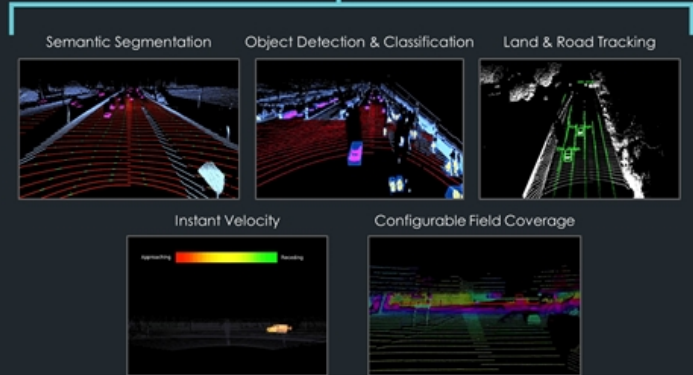 Semantic Segmentation
Object Detection & Classification
Land & Road Tracking
Instant Velocity
Configurable Field Coverage
Approaching
Receding